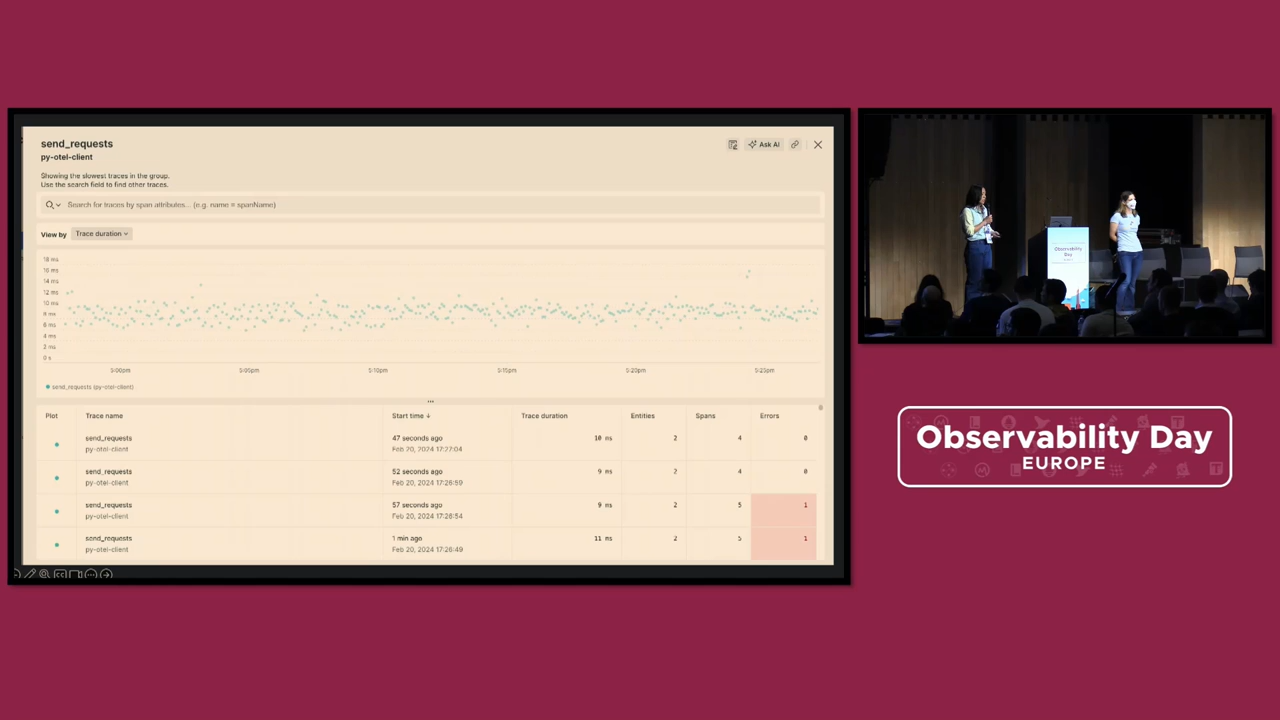 send_requests
py-otel-client
Ask AI
Showing the slowest traces in the group.
Use the search field to find other traces.
Search for traces by span attributes... (e.g. name = spanName)
View by Trace duration
18 ms
16 ms
14 ms
12 ms
10 ms
8 ms
6 ms
4 ms
2 ms
0 s
5:00pm 5:05pm 5:10pm 5:15pm 5:20pm 5:25pm
send_requests (py-otel-client)
Plot Trace name Start time ↓ Trace duration Entities Spans Errors
send_requests 47 seconds ago 10 ms 2 4 0
py-otel-client Feb 20, 2024 17:27:04
send_requests 52 seconds ago 9 ms 2 4 0
py-otel-client Feb 20, 2024 17:26:59
send_requests 57 seconds ago 9 ms 2 5 1
py-otel-client Feb 20, 2024 17:26:54
send_requests 1 min ago 11 ms 2 5 1
py-otel-client Feb 20, 2024 17:26:49
Observability
Day
Observability Day
EUROPE